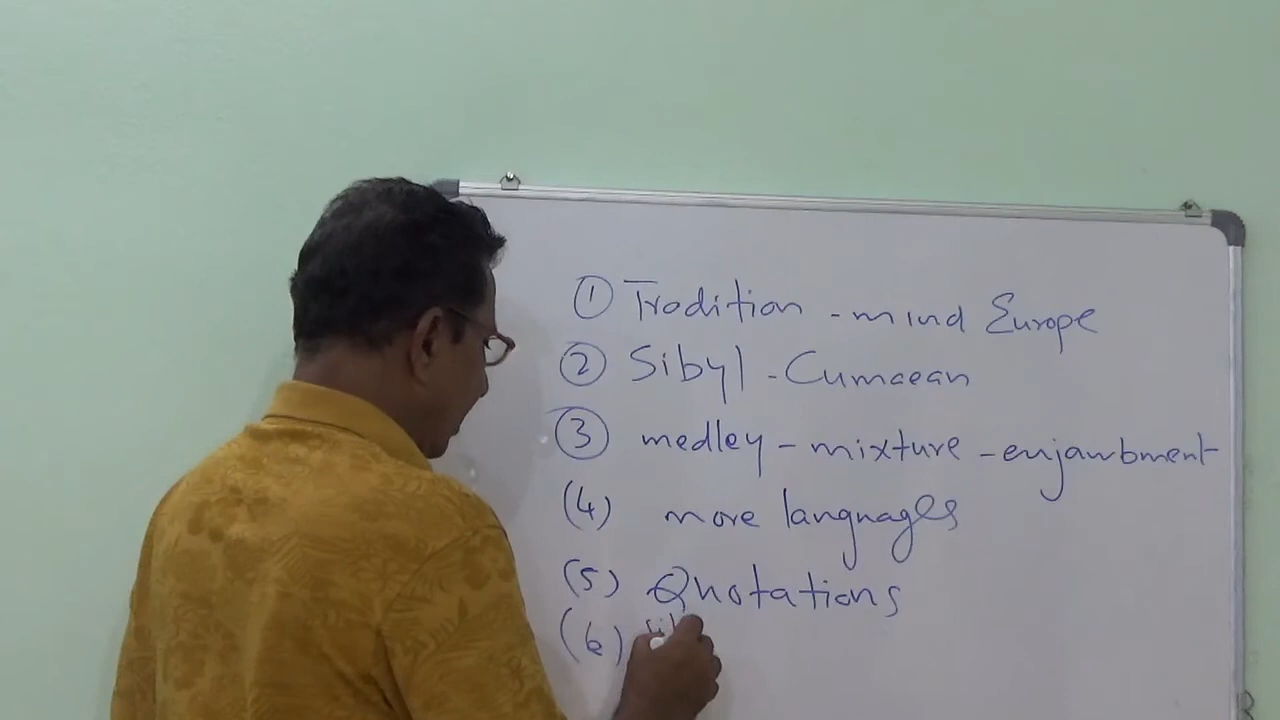 ① Tradition - mind Europe
② Sibyl - Cumaean
③ medley - mixture - enjambment
(4) more languages
(5) Quotations
(6)